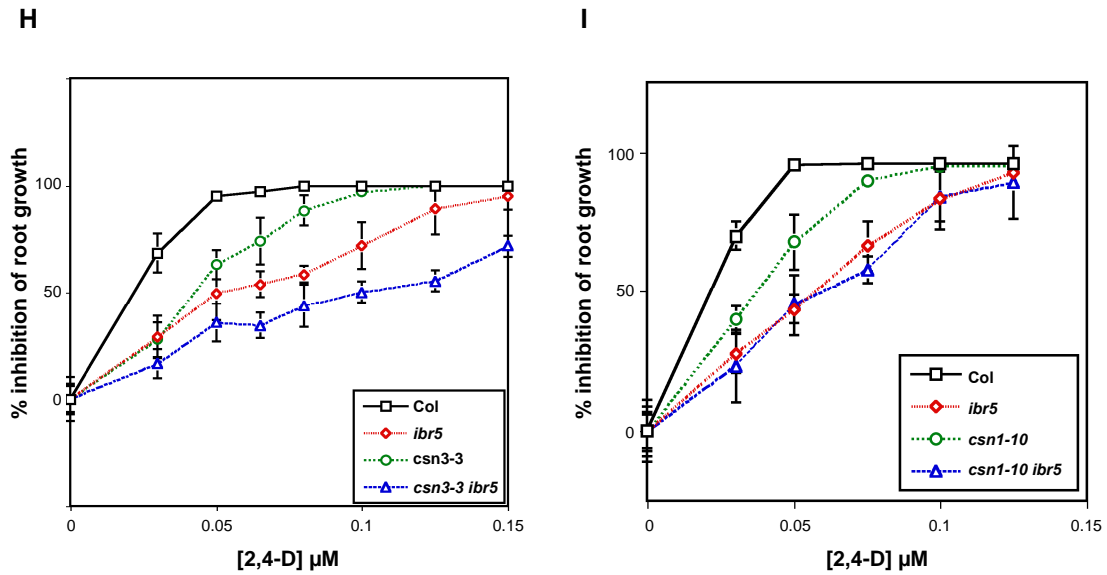 H
% inhibition of root growth
100
50
0
Col
ibr5
csn3-3
csn3-3 ibr5
0
0.05
0.1
0.15
[2,4-D] µM
I
% inhibition of root growth
100
50
0
Col
ibr5
csn1-10
csn1-10 ibr5
0
0.05
0.1
0.15
[2,4-D] µM